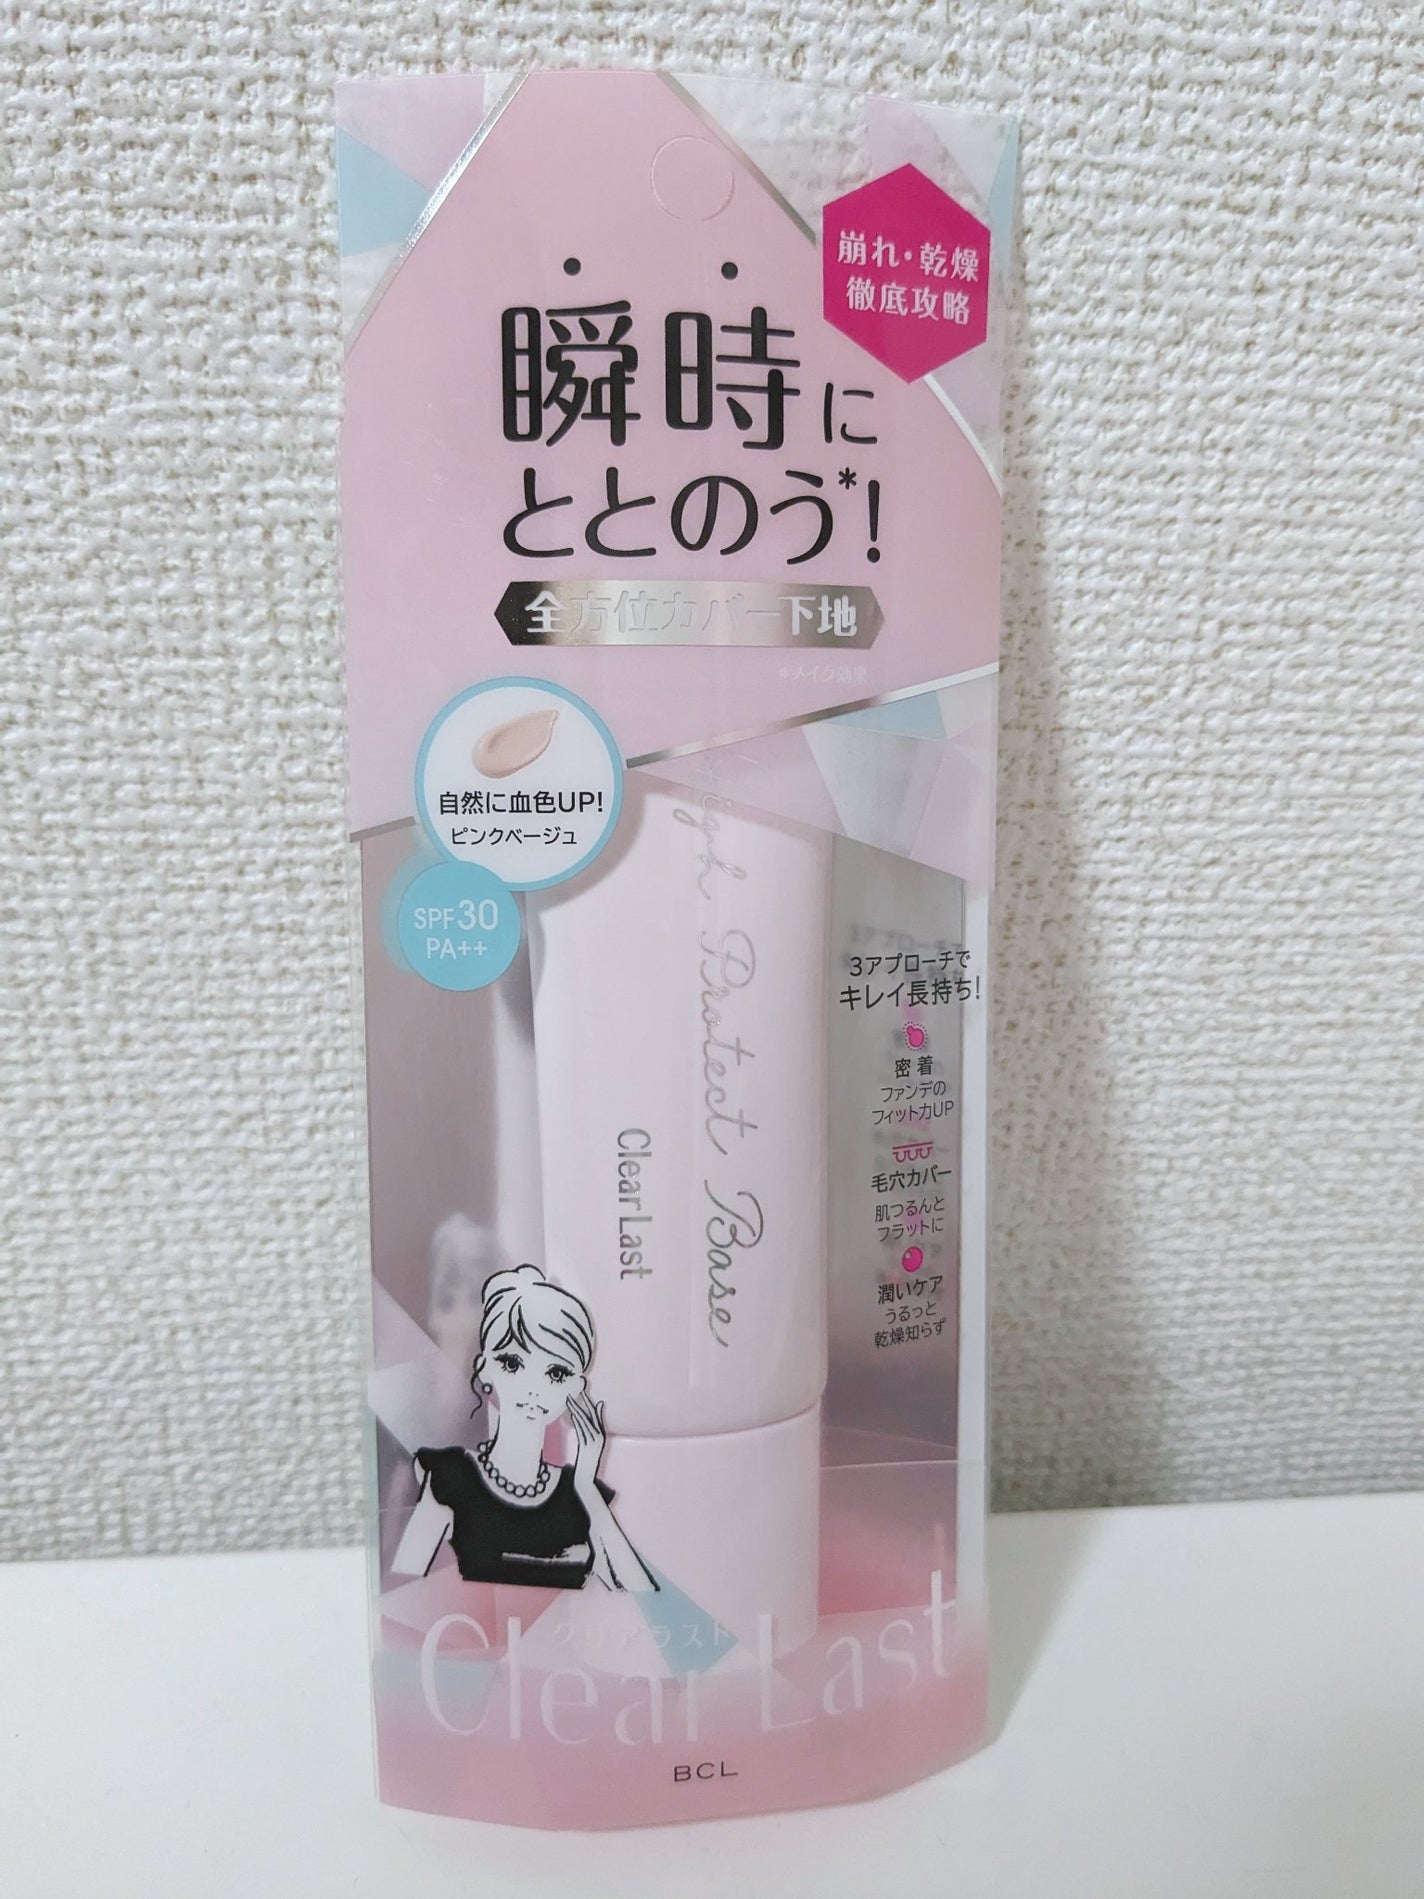 崩れ・乾燥
徹底攻略
瞬時に
ととのう*!
全方位カバー下地
*メイク効果
自然に血色UP!
ピンクベージュ
SPF30
PA++
High Protect Base
ClearLast
3アプローチで
キレイ長持ち!
密着
ファンデの
フィット力UP
毛穴カバー
肌つるんと
フラットに
潤いケア
うるっと
乾燥知らず
クリアラスト
Clear Last
BCL